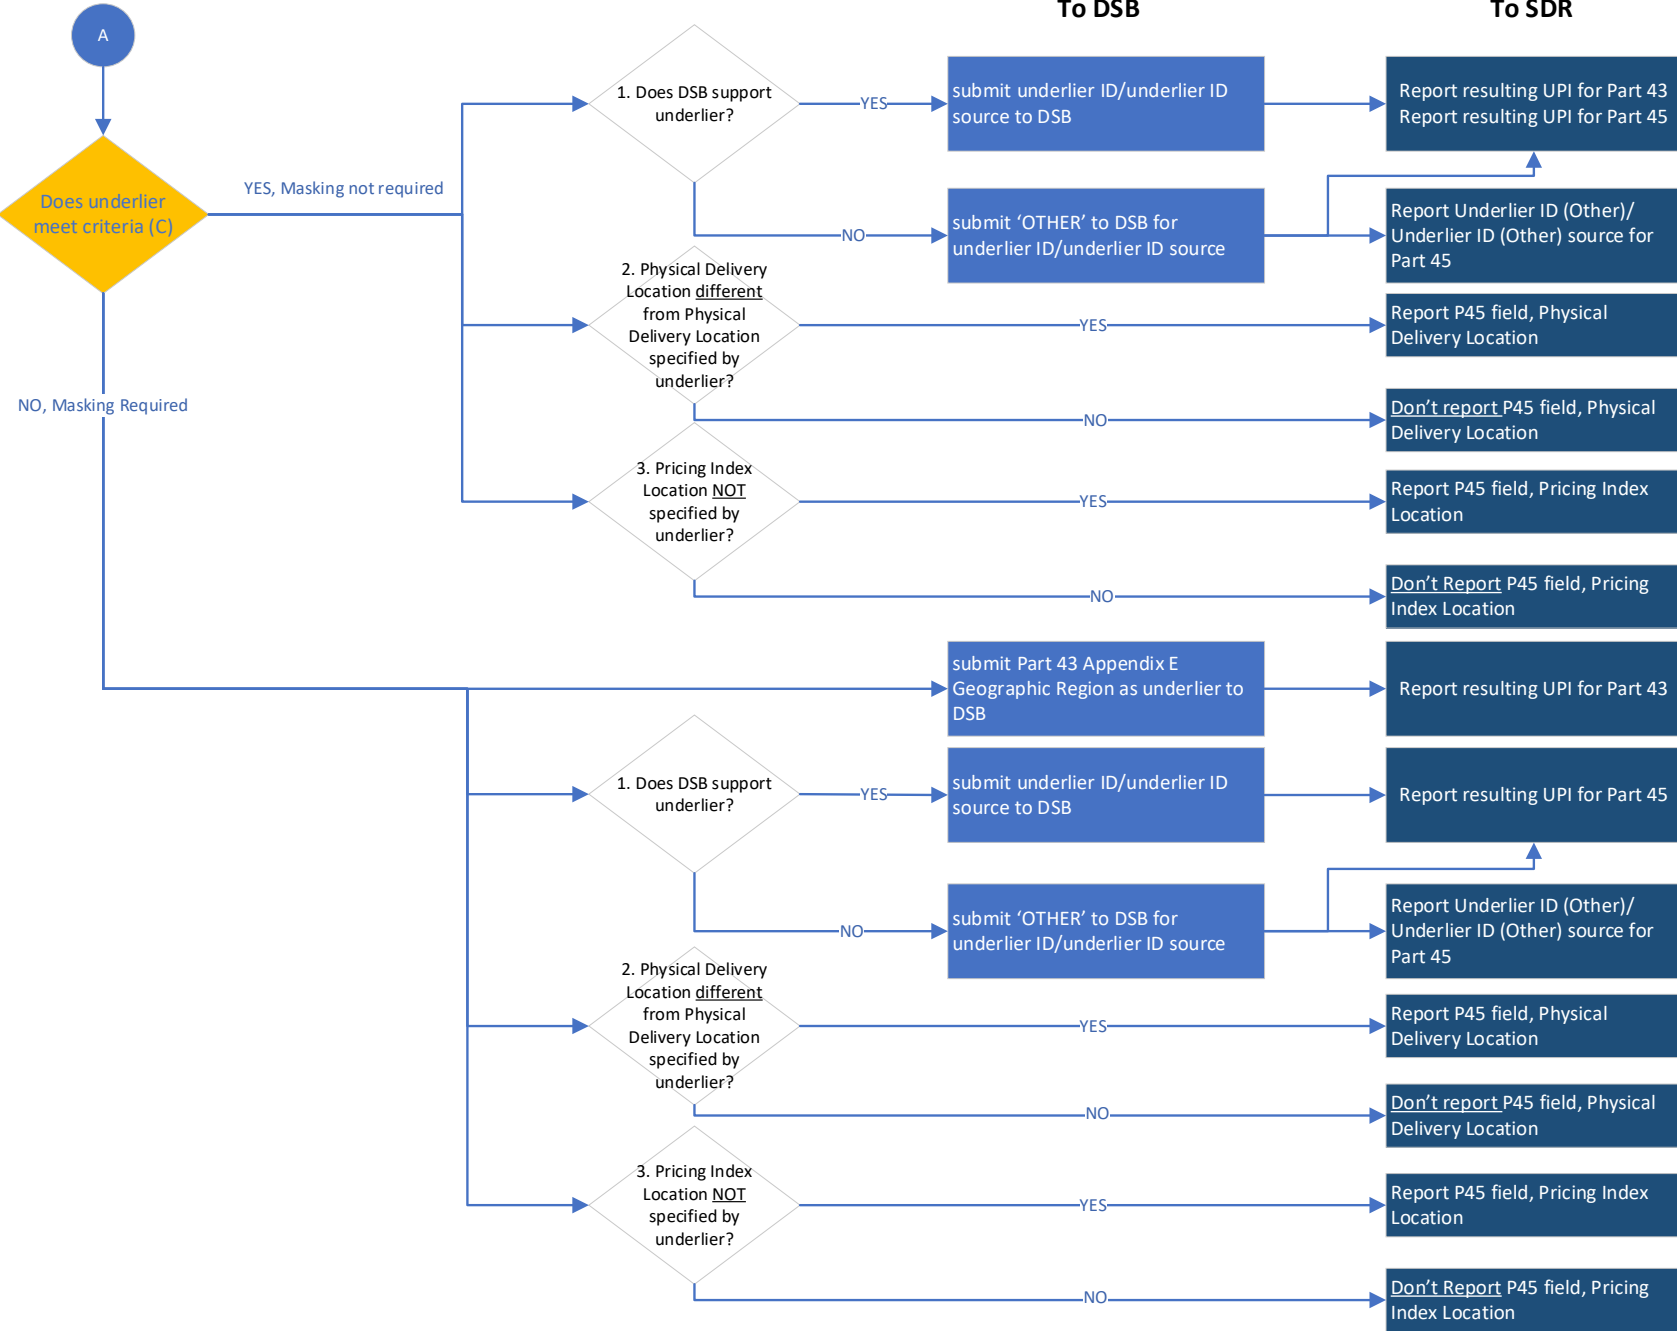 To DSB
To SDR
A
1. Does DSB support
underlier?
YES
submit underlier ID/underlier ID
source to DSB
Report resulting UPI for Part 43
Report resulting UPI for Part 45
Does underlier
meet criteria (C)
YES, Masking not required
NO
submit ‘OTHER’ to DSB for
underlier ID/underlier ID source
Report Underlier ID (Other)/
Underlier ID (Other) source for
Part 45
2. Physical Delivery
Location different
from Physical
Delivery Location
specified by
underlier?
YES
Report P45 field, Physical
Delivery Location
NO, Masking Required
NO
Don’t report P45 field, Physical
Delivery Location
3. Pricing Index
Location NOT
specified by
underlier?
YES
Report P45 field, Pricing Index
Location
NO
Don’t Report P45 field, Pricing
Index Location
submit Part 43 Appendix E
Geographic Region as underlier to
DSB
Report resulting UPI for Part 43
1. Does DSB support
underlier?
YES
submit underlier ID/underlier ID
source to DSB
Report resulting UPI for Part 45
NO
submit ‘OTHER’ to DSB for
underlier ID/underlier ID source
Report Underlier ID (Other)/
Underlier ID (Other) source for
Part 45
2. Physical Delivery
Location different
from Physical
Delivery Location
specified by
underlier?
YES
Report P45 field, Physical
Delivery Location
NO
Don’t report P45 field, Physical
Delivery Location
3. Pricing Index
Location NOT
specified by
underlier?
YES
Report P45 field, Pricing Index
Location
NO
Don’t Report P45 field, Pricing
Index Location